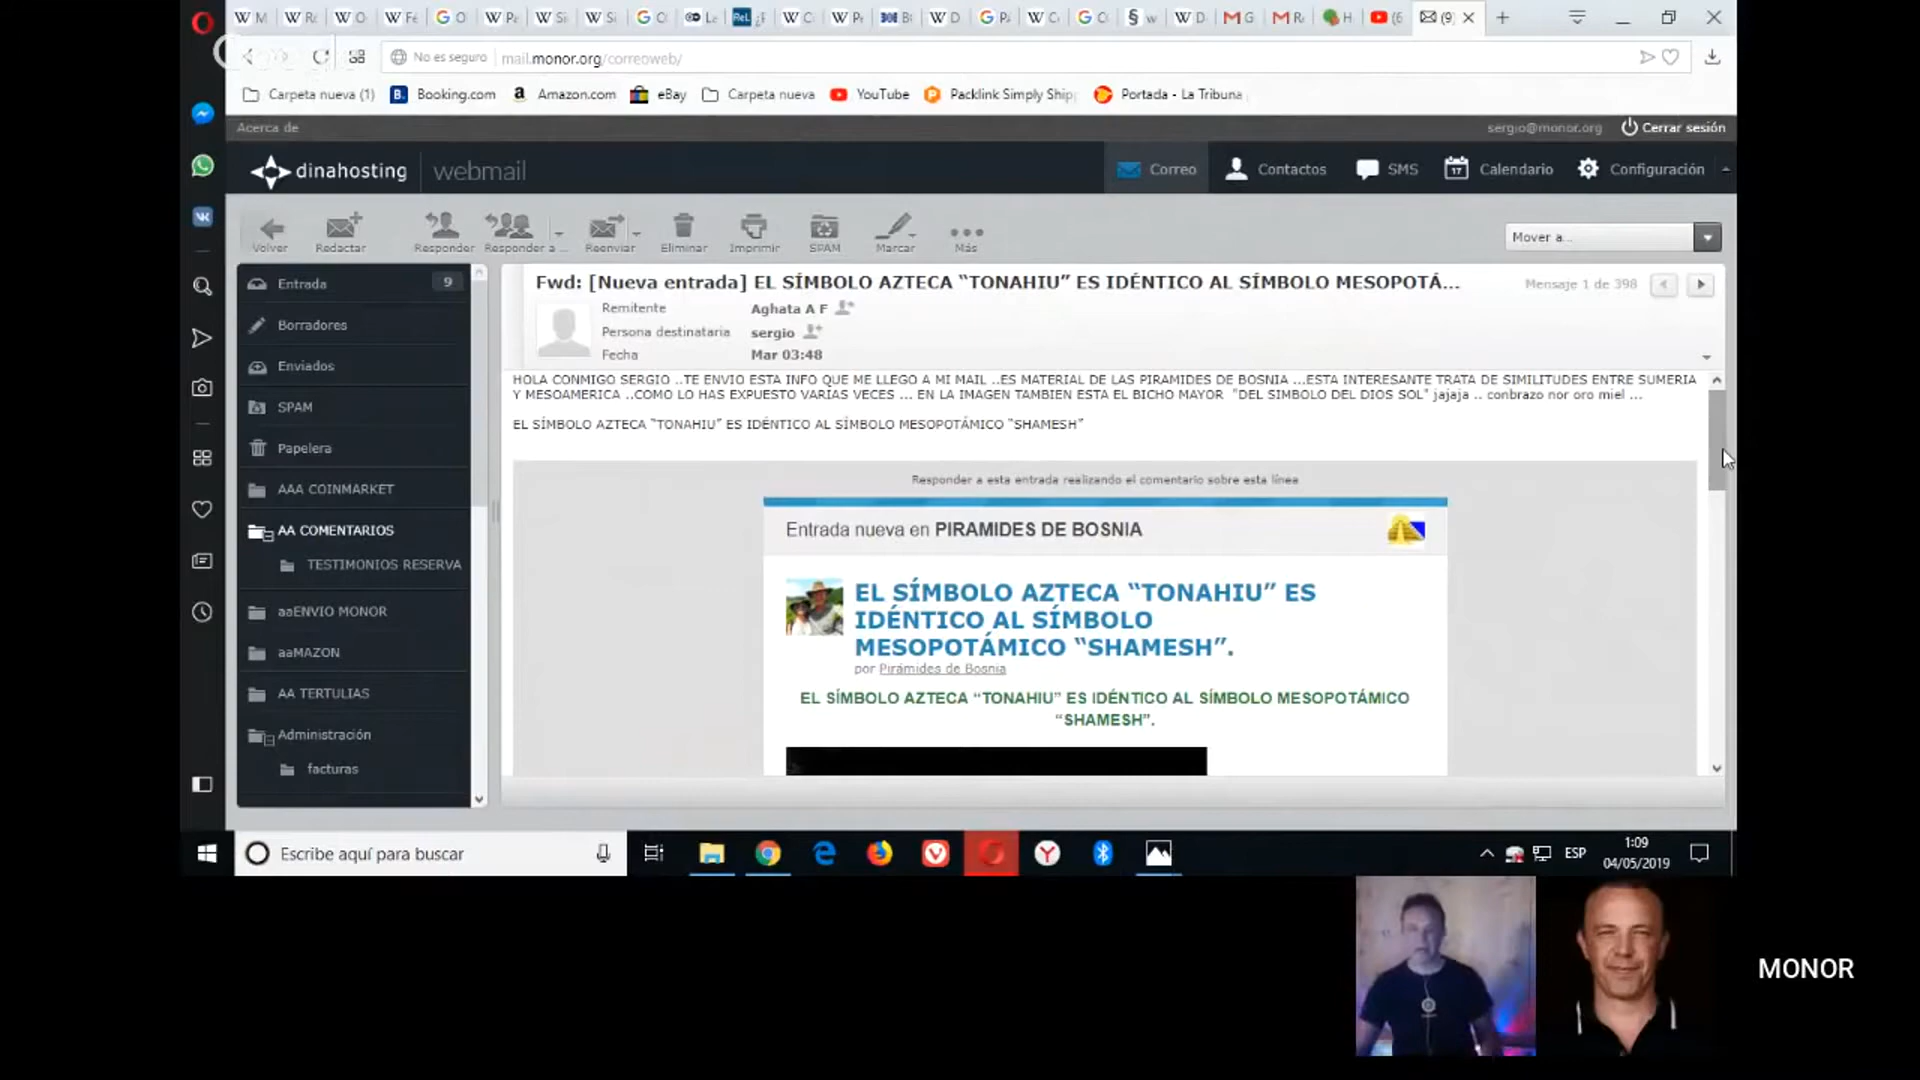 No es seguro mail.monor.org/correoweb/
Carpeta nueva (1) Booking.com Amazon.com eBay Carpeta nueva YouTube Packlink Simply Ship Portada - La Tribuna
Acerca de sergio@monor.org Cerrar sesión
dinahosting webmail Correo Contactos SMS Calendario Configuración
Volver Redactar Responder Responder a ... Reenviar Eliminar Imprimir SPAM Marcar Más Mover a...
Entrada 9
Borradores
Enviados
SPAM
Papelera
AAA COINMARKET
AA COMENTARIOS
TESTIMONIOS RESERVA
aaENVIO MONOR
aaMAZON
AA TERTULIAS
Administración
facturas
Fwd: [Nueva entrada] EL SÍMBOLO AZTECA “TONAHIU” ES IDÉNTICO AL SÍMBOLO MESOPOTÁ... Mensaje 1 de 398
Remitente Aghata A F
Persona destinataria sergio
Fecha Mar 03:48
HOLA CONMIGO SERGIO ..TE ENVIO ESTA INFO QUE ME LLEGO A MI MAIL ..ES MATERIAL DE LAS PIRAMIDES DE BOSNIA ...ESTA INTERESANTE TRATA DE SIMILITUDES ENTRE SUMERIA
Y MESOAMERICA ..COMO LO HAS EXPUESTO VARIAS VECES ... EN LA IMAGEN TAMBIEN ESTA EL BICHO MAYOR "DEL SIMBOLO DEL DIOS SOL" jajaja .. conbrazo nor oro miel ...
EL SÍMBOLO AZTECA “TONAHIU” ES IDÉNTICO AL SÍMBOLO MESOPOTÁMICO “SHAMESH”
Responder a esta entrada realizando el comentario sobre esta línea
Entrada nueva en PIRAMIDES DE BOSNIA
EL SÍMBOLO AZTECA “TONAHIU” ES
IDÉNTICO AL SÍMBOLO
MESOPOTÁMICO “SHAMESH”.
por Pirámides de Bosnia
EL SÍMBOLO AZTECA “TONAHIU” ES IDÉNTICO AL SÍMBOLO MESOPOTÁMICO
“SHAMESH”.
Escribe aquí para buscar
ESP
1:09
04/05/2019
MONOR